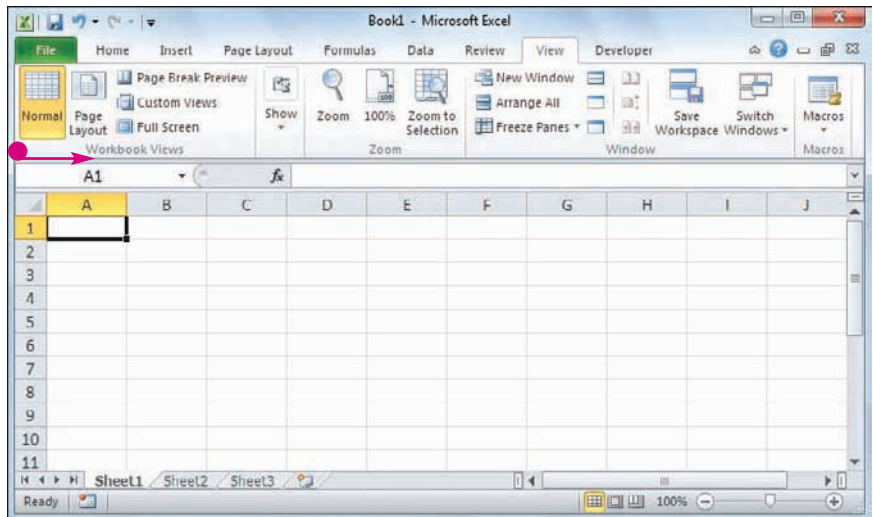 Book1 - Microsoft Excel
File Home Insert Page Layout Formulas Data Review View Developer
Normal
Page Layout
Page Break Preview
Custom Views
Full Screen
Workbook Views
Show
Zoom
100%
Zoom to Selection
Zoom
New Window
Arrange All
Freeze Panes
Save Workspace
Switch Windows
Window
Macros
Macros
A1 fx
A B C D E F G H I J
1
2
3
4
5
6
7
8
9
10
11
Sheet1 Sheet2 Sheet3
Ready 100%